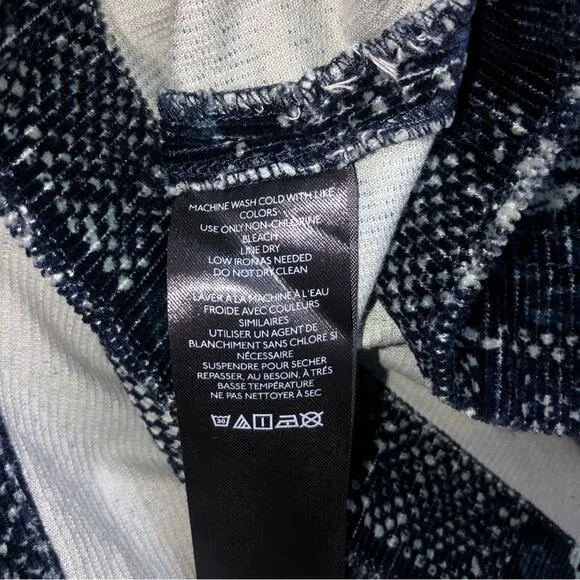 MACHINE WASH COLD WITH LIKE
COLORS
USE ONLY NON-CHLORINE
BLEACH
LINE DRY
LOW IRON AS NEEDED
DO NOT DRY CLEAN
LAVER À LA MACHINE À L'EAU
FROIDE AVEC COULEURS
SIMILAIRES
UTILISER UN AGENT DE
BLANCHIMENT SANS CHLORE SI
NÉCESSAIRE
SUSPENDRE POUR SECHER
REPASSER, AU BESOIN, À TRÉS
BASSE TEMPÉRATURE
NE PAS NETTOYER À SEC
30